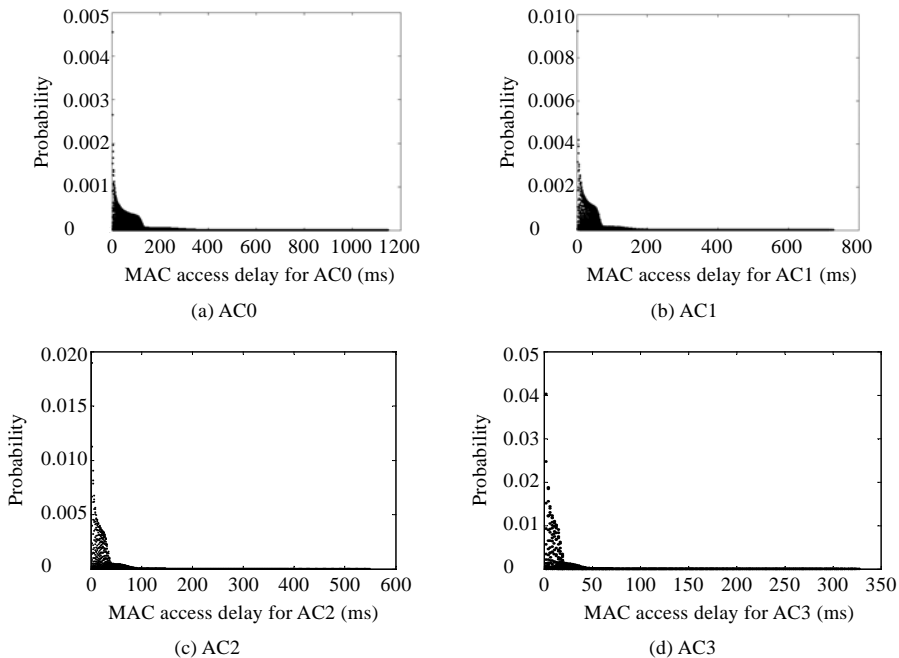 0.005
0.004
0.003
0.002
0.001
0
Probability
0 200 400 600 800 1000 1200
MAC access delay for AC0 (ms)
(a) AC0
0.010
0.008
0.006
0.004
0.002
0
Probability
0 200 400 600 800
MAC access delay for AC1 (ms)
(b) AC1
0.020
0.015
0.010
0.005
0
Probability
0 100 200 300 400 500 600
MAC access delay for AC2 (ms)
(c) AC2
0.05
0.04
0.03
0.02
0.01
0
Probability
0 50 100 150 200 250 300 350
MAC access delay for AC3 (ms)
(d) AC3